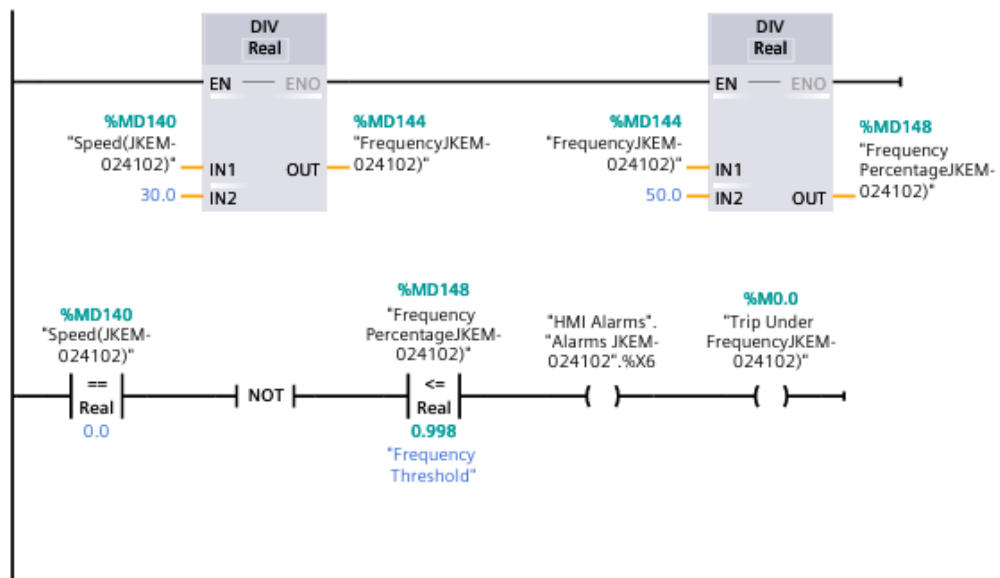 DIV
Real
EN
ENO
%MD140
"Speed(JKEM-
024102)"
IN1
30.0
IN2
OUT
%MD144
"FrequencyJKEM-
024102)"
DIV
Real
EN
ENO
%MD144
"FrequencyJKEM-
024102)"
IN1
50.0
IN2
OUT
%MD148
"Frequency
PercentageJKEM-
024102)"
%MD140
"Speed(JKEM-
024102)"
==
Real
0.0
NOT
%MD148
"Frequency
PercentageJKEM-
024102)"
<=
Real
0.998
"Frequency
Threshold"
"HMI Alarms".
"Alarms JKEM-
024102".%X6
%M0.0
"Trip Under
FrequencyJKEM-
024102)"